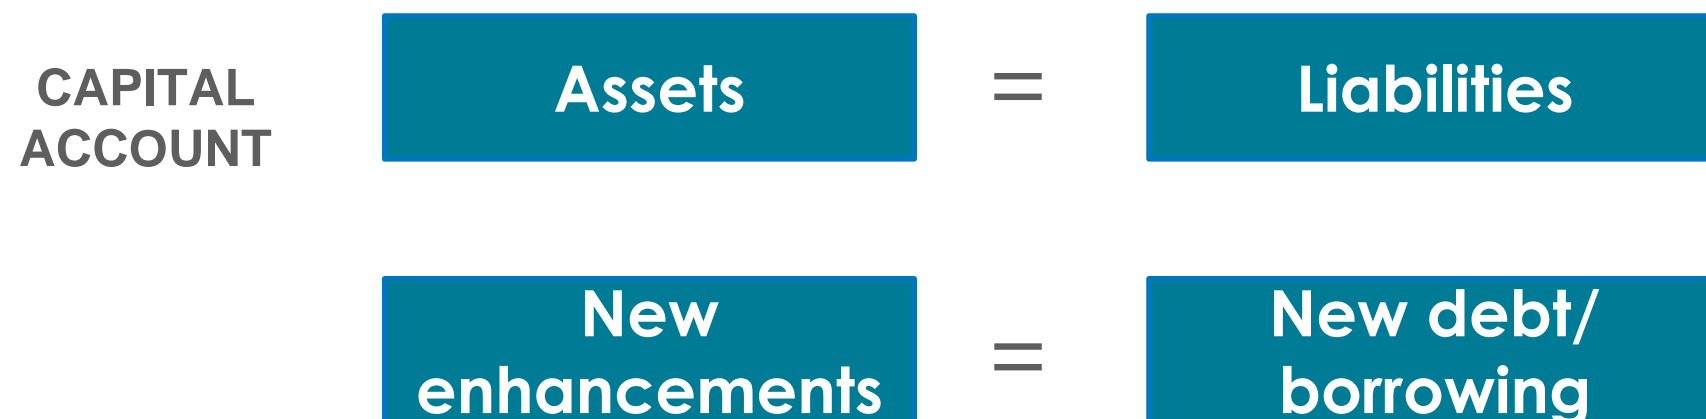 CAPITAL
ACCOUNT
Assets
=
Liabilities
New
enhancements
=
New debt/
borrowing